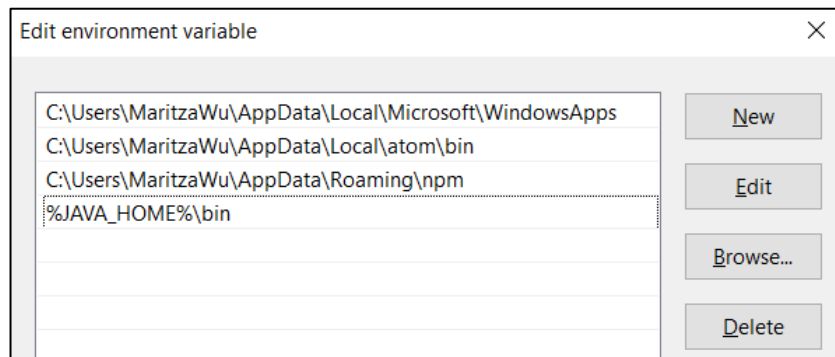 Edit environment variable
C:\Users\MaritzaWu\AppData\Local\Microsoft\WindowsApps
New
C:\Users\MaritzaWu\AppData\Local\atom\bin
C:\Users\MaritzaWu\AppData\Roaming\npm
Edit
%JAVA_HOME%\bin
Browse...
Delete